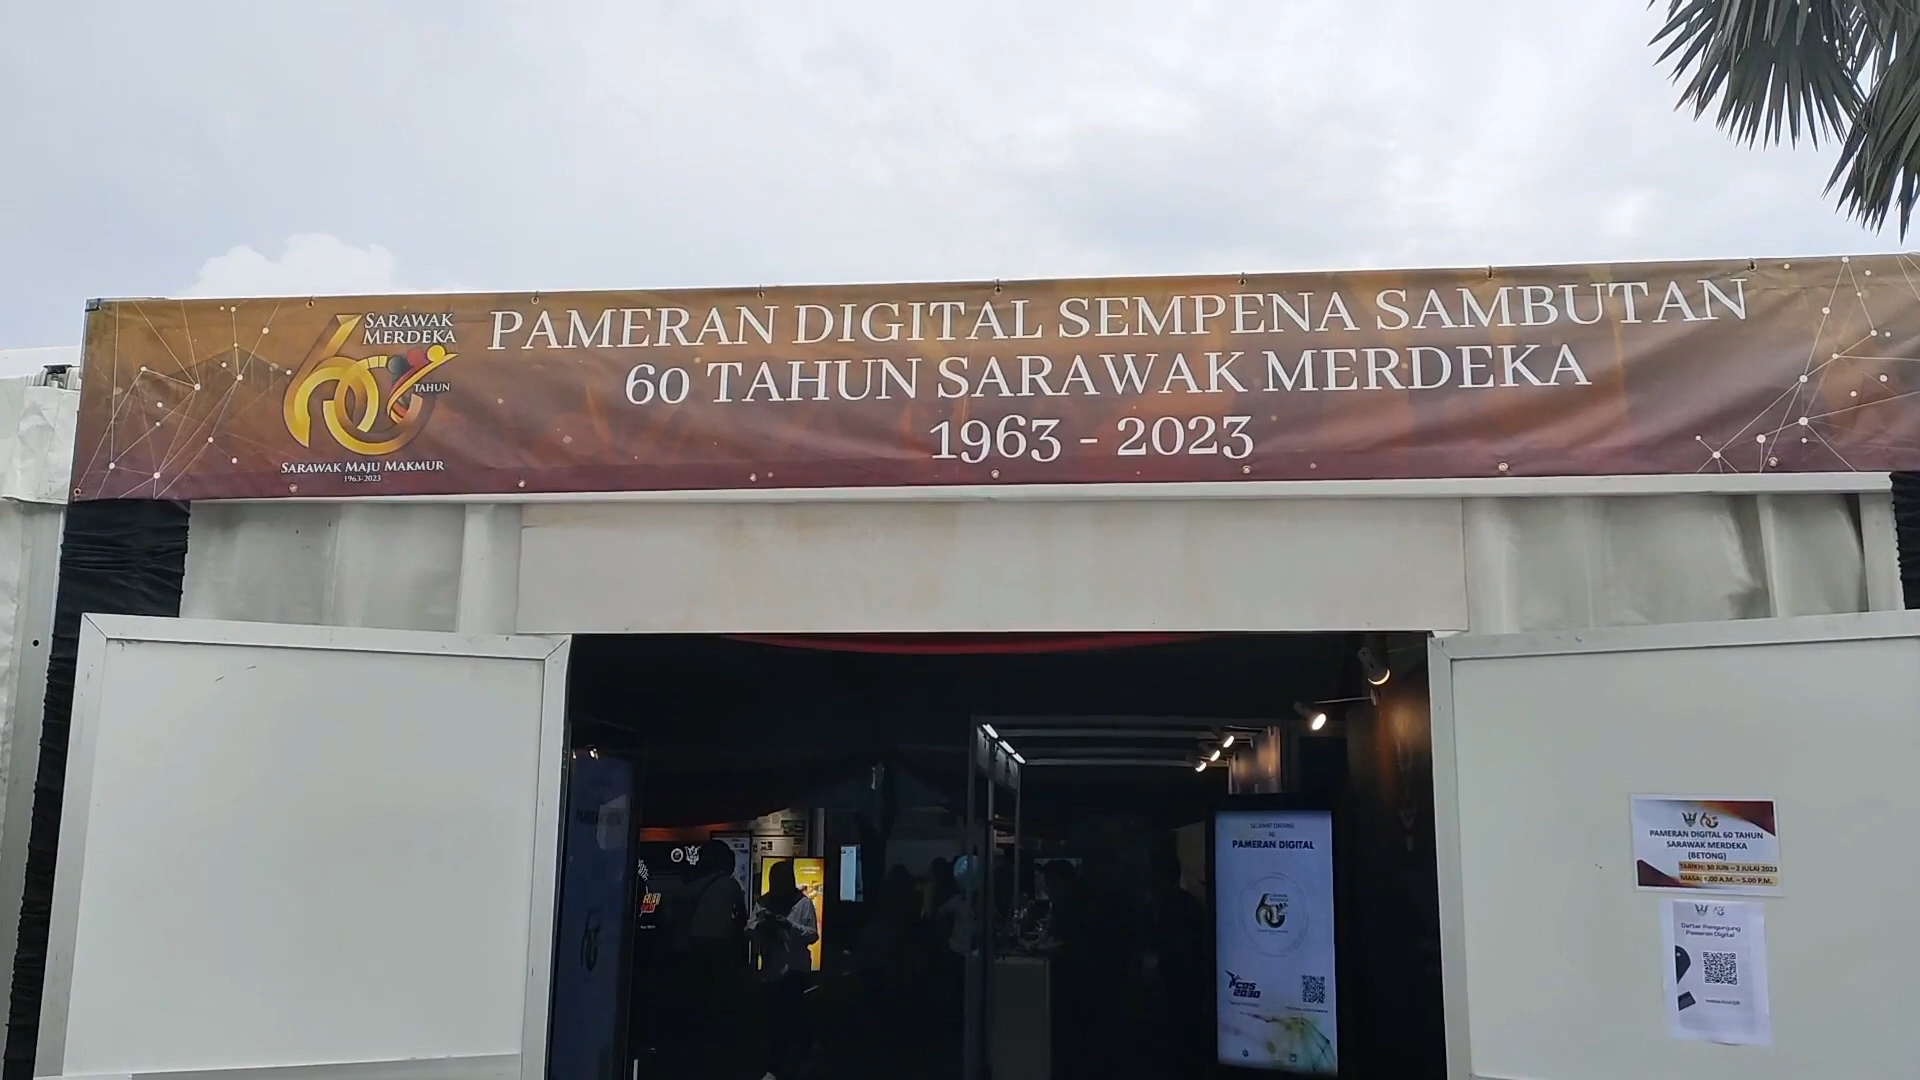 SARAWAK
MERDEKA
60
TAHUN
SARAWAK MAJU MAKMUR
1963-2023
PAMERAN DIGITAL SEMPENA SAMBUTAN
60 TAHUN SARAWAK MERDEKA
1963 - 2023
SELAMAT DATANG
KE
PAMERAN DIGITAL
PCDS
2030
PAMERAN DIGITAL 60 TAHUN
SARAWAK MERDEKA
(BETONG)
TARIKH: 30 JUN – 2 JULAI 2023
MASA: A.M. – 5.00 P.M.
Daftar Pengunjung
Pameran Digital